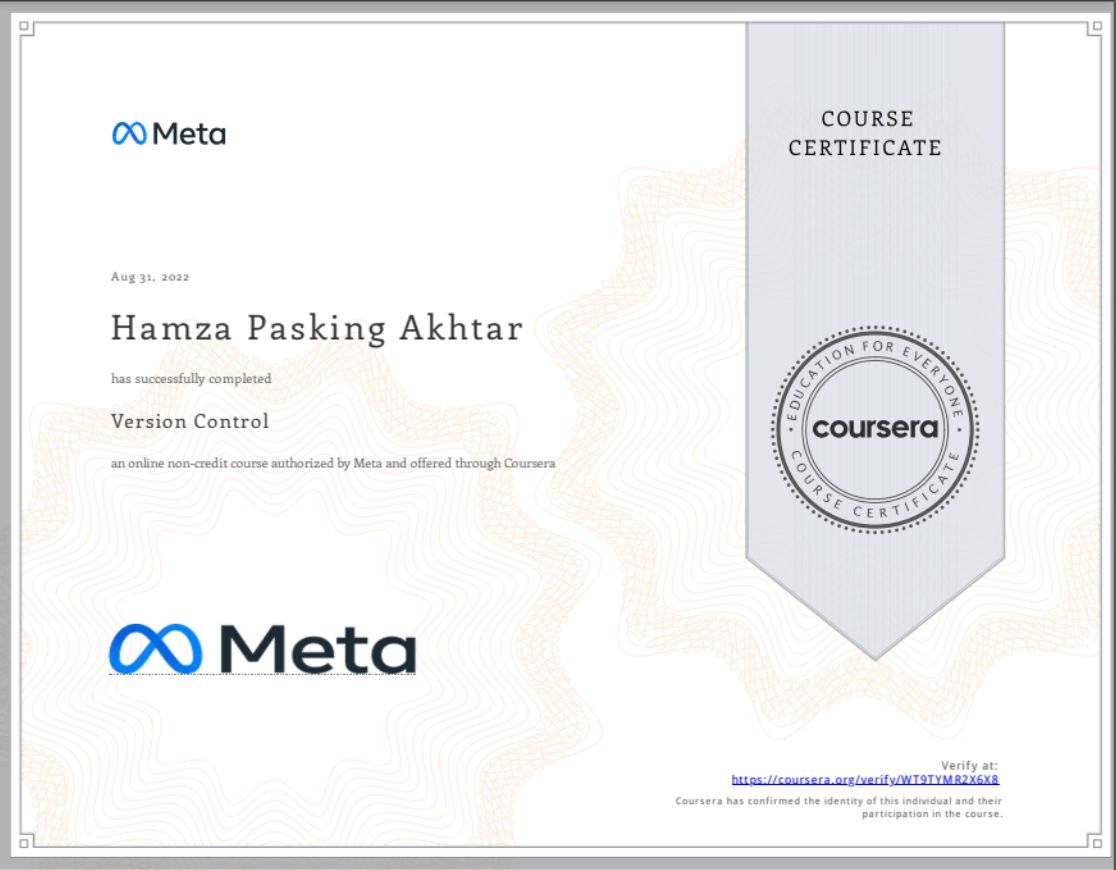 Meta
COURSE
CERTIFICATE
Aug 31, 2022
Hamza Pasking Akhtar
has successfully completed
Version Control
an online non-credit course authorized by Meta and offered through Coursera
EDUCATION FOR EVERYONE
coursera
COURSE CERTIFICATE
Meta
Verify at:
https://coursera.org/verify/WT9TYMR2X6X8
Coursera has confirmed the identity of this individual and their
participation in the course.